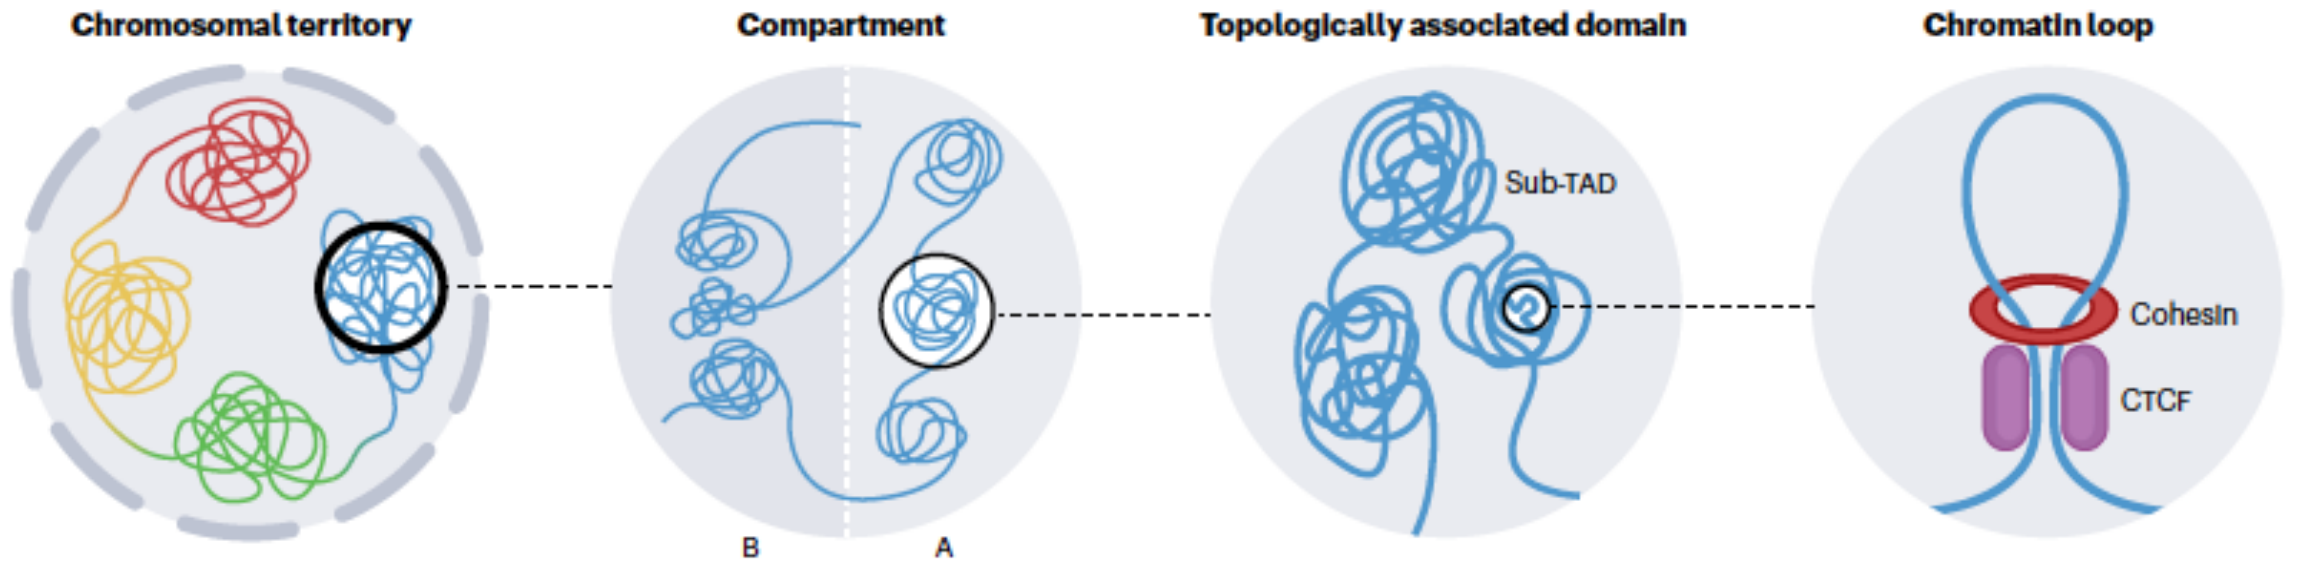 Chromosomal territory
Compartment
Topologically associated domain
Chromatin loop
Sub-TAD
Cohesin
CTCF
B
A